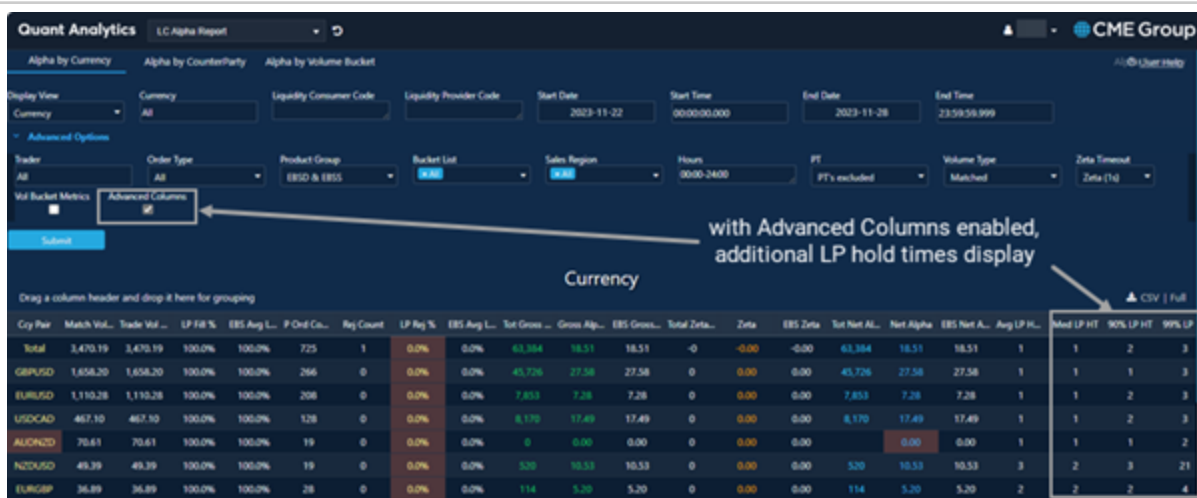 Quant Analytics LC Alpha Report CME Group
Alpha by Currency Alpha by CounterParty Alpha by Volume Bucket User Help
Display View Currency Liquidity Consumer Code Liquidity Provider Code Start Date Start Time End Date End Time
Currency All 2023-11-22 00:00:00.000 2023-11-28 23:59:59.999
Advanced Options
Trader Order Type Product Group Bucket List Sales Region Hours PT Volume Type Zeta Timeout
All All EBSD & EBSS × All × All 00:00-24:00 PT's excluded Matched Zeta (1s)
Vol Bucket Metrics Advanced Columns
Submit
with Advanced Columns enabled,
additional LP hold times display
Currency
Drag a column header and drop it here for grouping CSV | Full
Ccy Pair Match Vol... Trade Vol ... LP Fill % EBS Avg L... P Ord Co... Rej Count LP Rej % EBS Avg L... Tot Gross ... Gross Alp... EBS Gross... Total Zeta... Zeta EBS Zeta Tot Net Al... Net Alpha EBS Net A... Avg LP H... Med LP HT 90% LP HT 99% LP
Total 3,470.19 3,470.19 100.0% 100.0% 725 1 0.0% 0.0% 63,384 18.51 18.51 -0 -0.00 -0.00 63,384 18.51 18.51 1 1 2 3
GBPUSD 1,658.20 1,658.20 100.0% 100.0% 266 0 0.0% 0.0% 45,726 27.58 27.58 0 0.00 0.00 45,726 27.58 27.58 1 1 1 3
EURUSD 1,110.28 1,110.28 100.0% 100.0% 208 0 0.0% 0.0% 7,853 7.28 7.28 0 0.00 0.00 7,853 7.28 7.28 1 1 2 3
USDCAD 467.10 467.10 100.0% 100.0% 128 0 0.0% 0.0% 8,170 17.49 17.49 0 0.00 0.00 8,170 17.49 17.49 1 1 2 3
AUDNZD 70.61 70.61 100.0% 100.0% 19 0 0.0% 0.0% 0 0.00 0.00 0 0.00 0.00 0.00 0.00 1 1 1 2
NZDUSD 49.39 49.39 100.0% 100.0% 19 0 0.0% 0.0% 520 10.53 10.53 0 0.00 0.00 520 10.53 10.53 3 2 3 21
EURGBP 36.89 36.89 100.0% 100.0% 28 0 0.0% 0.0% 114 5.20 5.20 0 0.00 0.00 114 5.20 5.20 2 2 2 4